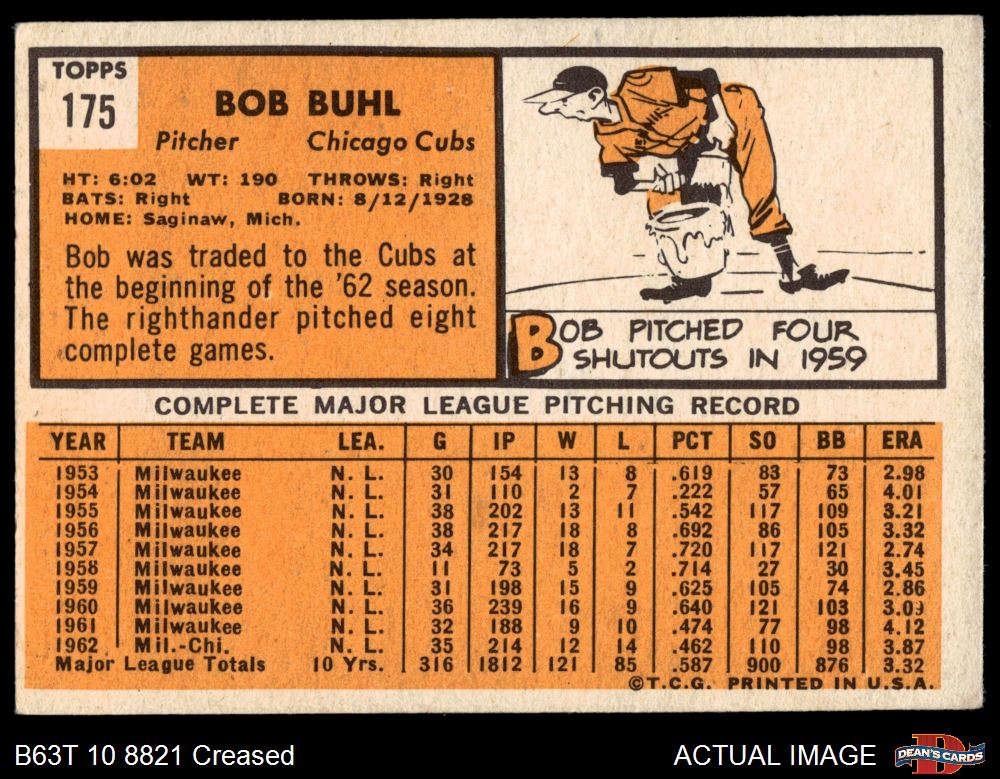 TOPPS
175
BOB BUHL
Pitcher Chicago Cubs
HT: 6:02 WT: 190 THROWS: Right
BATS: Right BORN: 8/12/1928
HOME: Saginaw, Mich.
Bob was traded to the Cubs at
the beginning of the '62 season.
The righthander pitched eight
complete games.
BOB PITCHED FOUR
SHUTOUTS IN 1959
COMPLETE MAJOR LEAGUE PITCHING RECORD
YEAR TEAM LEA. G IP W L PCT SO BB ERA
1953 Milwaukee N. L. 30 154 13 8 .619 83 73 2.98
1954 Milwaukee N. L. 31 110 2 7 .222 57 65 4.01
1955 Milwaukee N. L. 38 202 13 11 .542 117 109 3.21
1956 Milwaukee N. L. 38 217 18 8 .692 86 105 3.32
1957 Milwaukee N. L. 34 217 18 7 .720 117 121 2.74
1958 Milwaukee N. L. 11 73 5 2 .714 27 30 3.45
1959 Milwaukee N. L. 31 198 15 9 .625 105 74 2.86
1960 Milwaukee N. L. 36 239 16 9 .640 121 103 3.09
1961 Milwaukee N. L. 32 188 9 10 .474 77 98 4.12
1962 Mil.-Chi. N. L. 35 214 12 14 .462 110 98 3.87
Major League Totals 10 Yrs. 316 1812 121 85 .587 900 876 3.32
©T.C.G. PRINTED IN U.S.A.
B63T 10 8821 Creased
ACTUAL IMAGE
DEAN'S CARDS